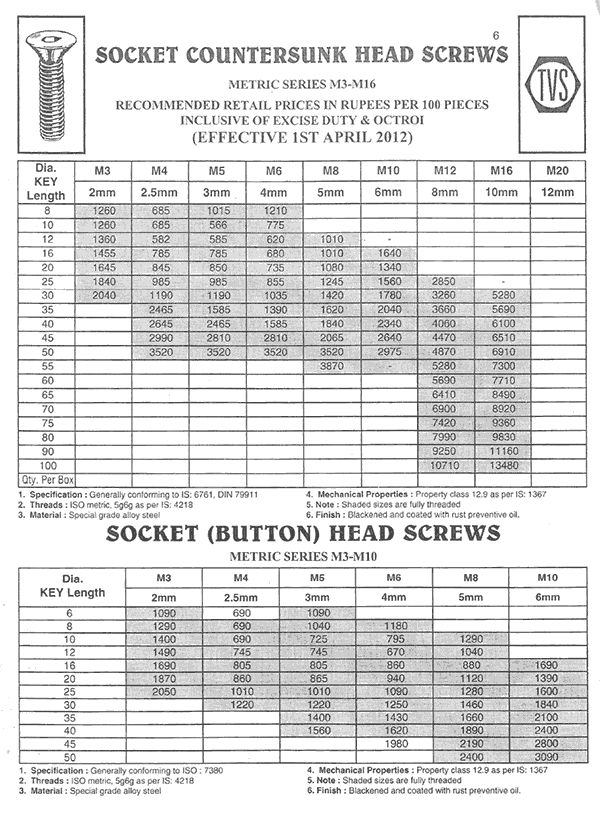 6
SOCKET COUNTERSUNK HEAD SCREWS
METRIC SERIES M3-M16
RECOMMENDED RETAIL PRICES IN RUPEES PER 100 PIECES
INCLUSIVE OF EXCISE DUTY & OCTROI
(EFFECTIVE 1ST APRIL 2012)
TVS
Dia. M3 M4 M5 M6 M8 M10 M12 M16 M20
KEY 2mm 2.5mm 3mm 4mm 5mm 6mm 8mm 10mm 12mm
Length
8 1260 685 1015 1210
10 1260 685 566 775
12 1360 582 585 620 1010 -
16 1455 785 785 680 1010 1640
20 1645 845 850 735 1080 1340
25 1840 985 985 855 1245 1560 2850 -
30 2040 1190 1190 1035 1420 1780 3260 5280
35 2465 1585 1390 1620 2040 3660 5690
40 2645 2465 1585 1840 2340 4060 6100
45 2990 2810 2810 2065 2640 4470 6510
50 3520 3520 3520 3520 2975 4870 6910
55 3870 - 5280 7300
60 5690 7710
65 6410 8490
70 6900 8920
75 7420 9360
80 7990 9830
90 9250 11160
100 10710 13480
Qty. Per Box
1. Specification : Generally conforming to IS: 6761, DIN 79911
2. Threads : ISO metric, 5g6g as per IS: 4218
3. Material : Special grade alloy steel
4. Mechanical Properties : Property class 12.9 as per IS: 1367
5. Note : Shaded sizes are fully threaded
6. Finish : Blackened and coated with rust preventive oil.
SOCKET (BUTTON) HEAD SCREWS
METRIC SERIES M3-M10
Dia. M3 M4 M5 M6 M8 M10
KEY Length 2mm 2.5mm 3mm 4mm 5mm 6mm
6 1090 690 1090
8 1290 690 1040 1180
10 1400 690 725 795 1290
12 1490 745 745 670 1040
16 1690 805 805 860 880 1690
20 1870 860 865 940 1120 1390
25 2050 1010 1010 1090 1280 1600
30 1220 1220 1250 1460 1840
35 1400 1430 1660 2100
40 1560 1620 1890 2400
45 1980 2190 2800
50 2400 3090
1. Specification : Generally conforming to ISO : 7380
2. Threads : ISO metric, 5g6g as per IS: 4218
3. Material : Special grade alloy steel
4. Mechanical Properties : Property class 12.9 as per IS: 1367
5. Note : Shaded sizes are fully threaded
6. Finish : Blackened and coated with rust preventive oil.